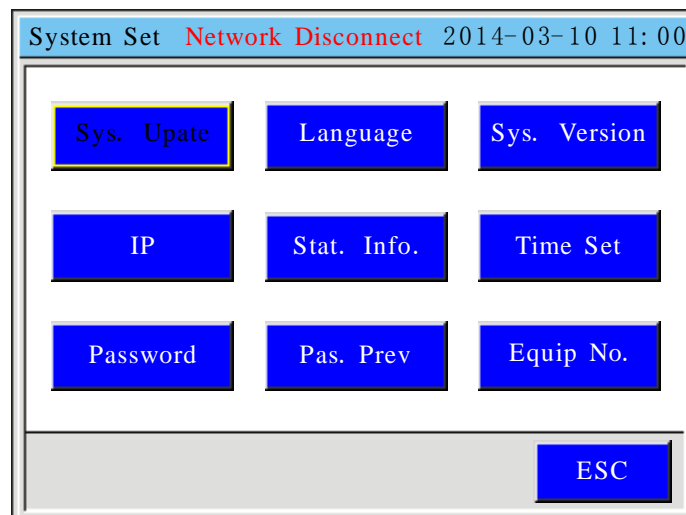 System Set Network Disconnect 2014-03-10 11:00
Sys. Upate Language Sys. Version
IP Stat. Info. Time Set
Password Pas. Prev Equip No.
ESC